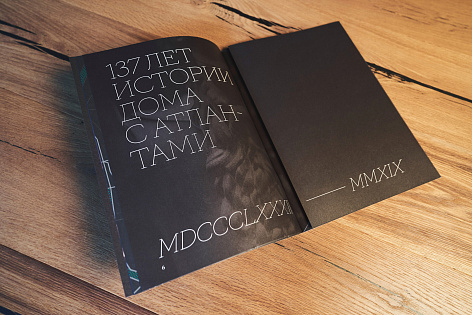 137 ЛЕТ
ИСТОРИИ
ДОМА
С АТЛАН-
ТАМИ
MDCCCLXXXII
6
— MMXIX